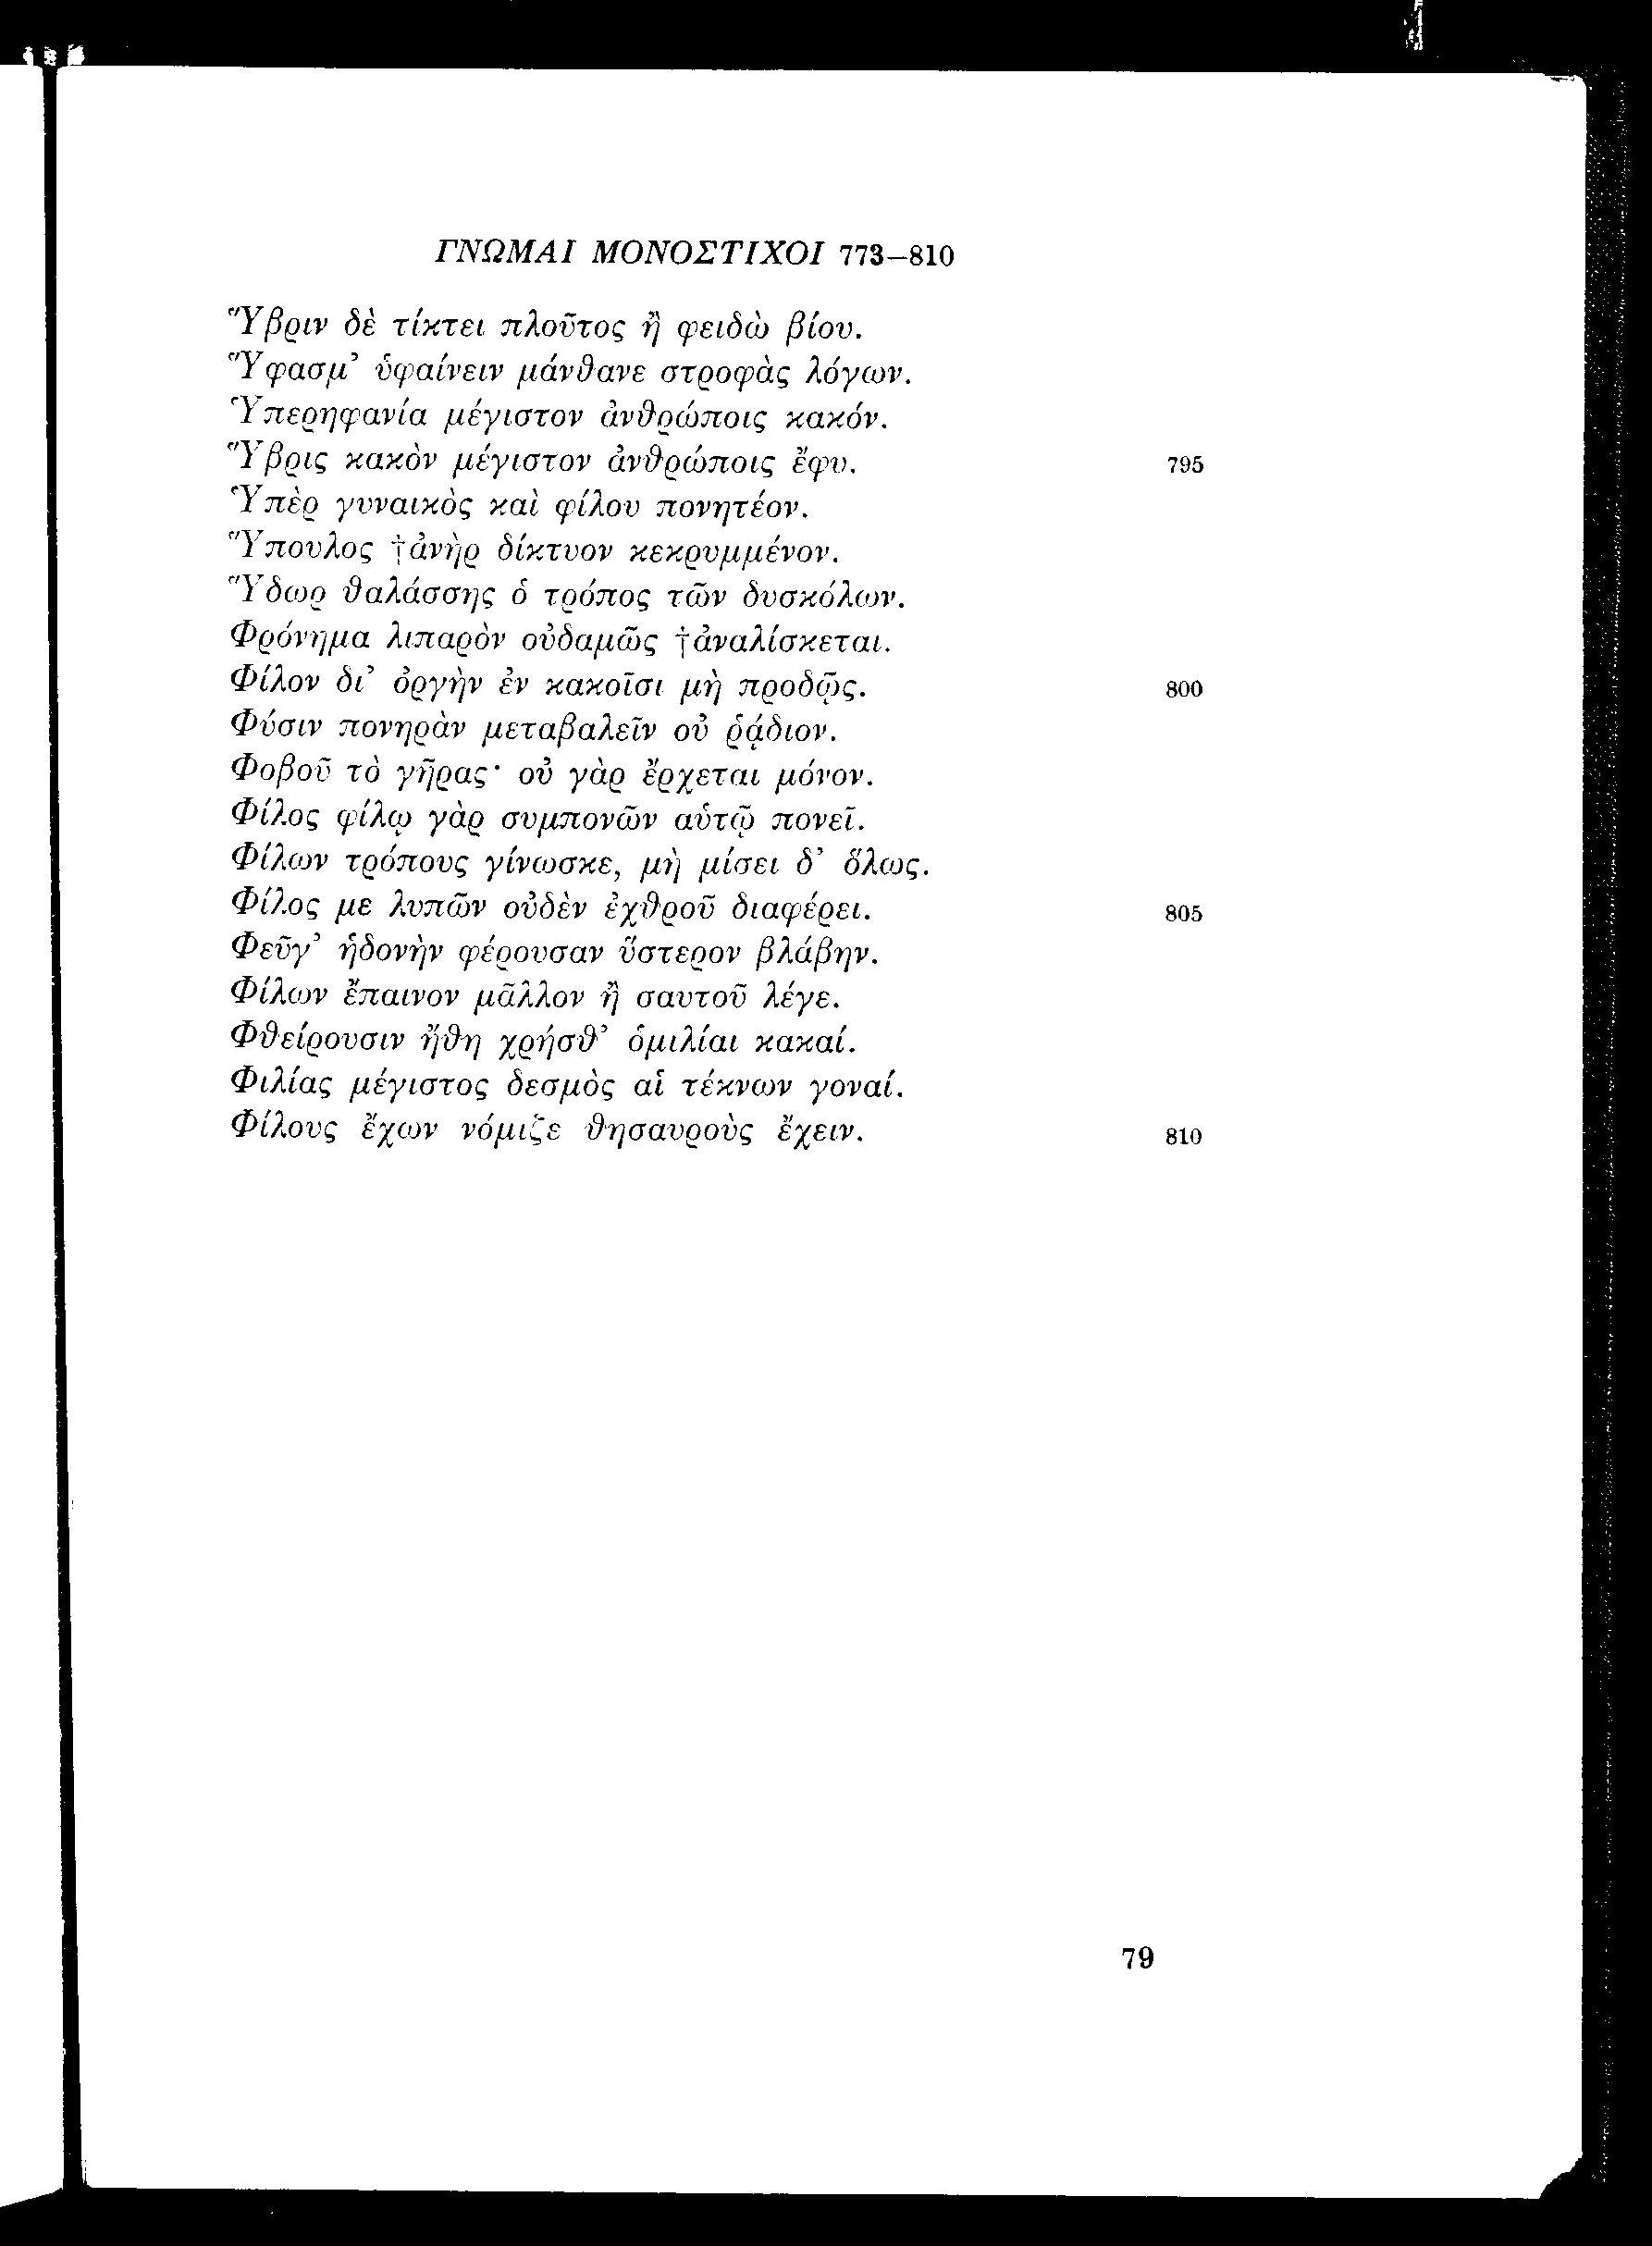 ΓΝΩΜΑΙ ΜΟΝΟΣΤΙΧΟΙ 773–810
Ὕβριν δὲ τίκτει πλοῦτος ἢ φειδὼ βίου.
Ὕφασμ’ ὑφαίνειν μάνθανε στροφὰς λόγων.
Ὑπερηφανία μέγιστον ἀνθρώποις κακόν.
Ὕβρις κακὸν μέγιστον ἀνθρώποις ἔφυ. 795
Ὑπὲρ γυναικὸς καὶ φίλου πονητέον.
Ὕπουλος †ἀνὴρ δίκτυον κεκρυμμένον.
Ὕδωρ θαλάσσης ὁ τρόπος τῶν δυσκόλων.
Φρόνημα λιπαρὸν οὐδαμῶς †ἀναλίσκεται.
Φίλον δι’ ὀργὴν ἐν κακοῖσι μὴ προδῷς. 800
Φύσιν πονηρὰν μεταβαλεῖν οὐ ῥᾴδιον.
Φοβοῦ τὸ γῆρας· οὐ γὰρ ἔρχεται μόνον.
Φίλος φίλῳ γὰρ συμπονῶν αὑτῷ πονεῖ.
Φίλων τρόπους γίνωσκε, μὴ μίσει δ’ ὅλως.
Φίλος με λυπῶν οὐδὲν ἐχθροῦ διαφέρει. 805
Φεῦγ’ ἡδονὴν φέρουσαν ὕστερον βλάβην.
Φίλων ἔπαινον μᾶλλον ἢ σαυτοῦ λέγε.
Φθείρουσιν ἤθη χρήσθ’ ὁμιλίαι κακαί.
Φιλίας μέγιστος δεσμὸς αἱ τέκνων γοναί.
Φίλους ἔχων νόμιζε θησαυροὺς ἔχειν. 810
79